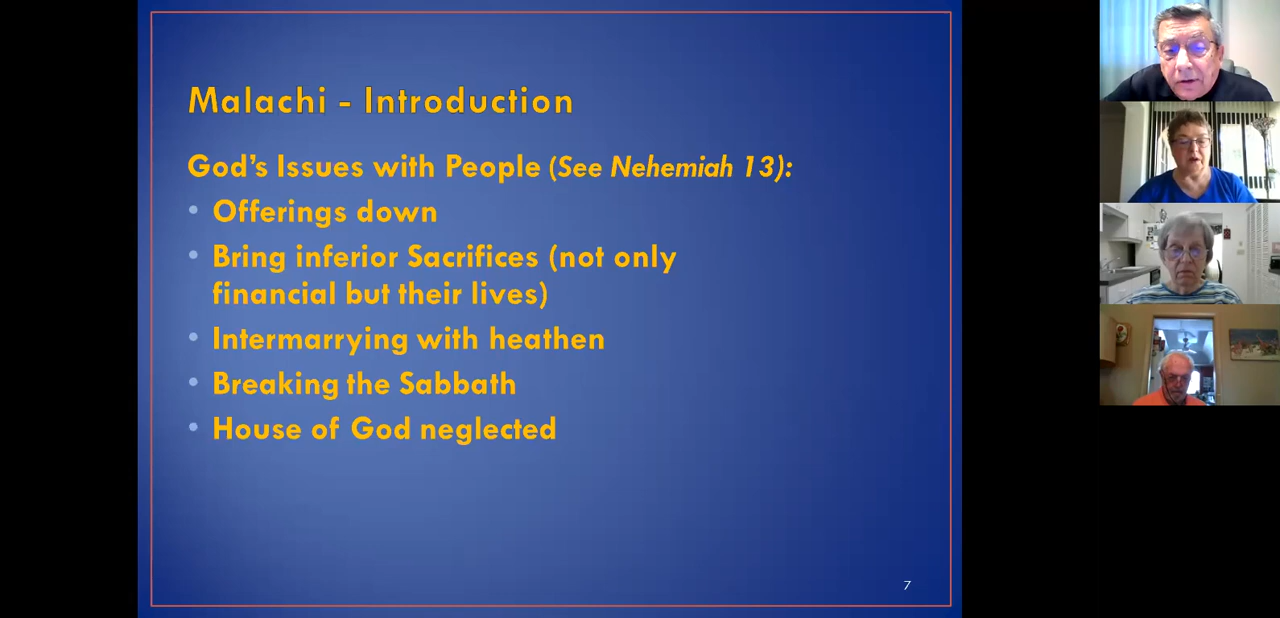 Malachi - Introduction
God's Issues with People (See Nehemiah 13):
• Offerings down
• Bring inferior Sacrifices (not only
financial but their lives)
• Intermarrying with heathen
• Breaking the Sabbath
• House of God neglected
7